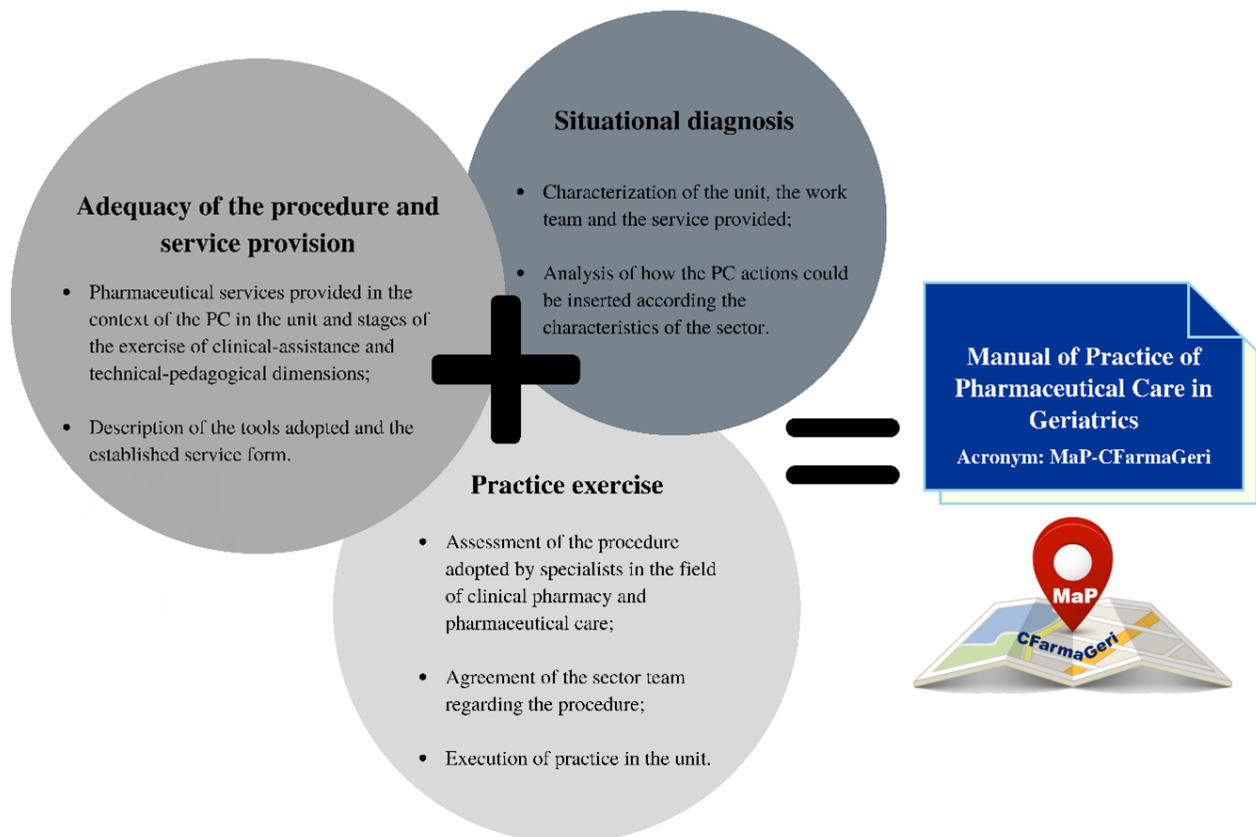 Situational diagnosis
• Characterization of the unit, the work
team and the service provided;
• Analysis of how the PC actions could
be inserted according the
characteristics of the sector.
Adequacy of the procedure and
service provision
• Pharmaceutical services provided in the
context of the PC in the unit and stages of
the exercise of clinical-assistance and
technical-pedagogical dimensions;
• Description of the tools adopted and the
established service form.
Practice exercise
• Assessment of the procedure
adopted by specialists in the field
of clinical pharmacy and
pharmaceutical care;
• Agreement of the sector team
regarding the procedure;
• Execution of practice in the unit.
Manual of Practice of
Pharmaceutical Care in
Geriatrics
Acronym: MaP-CFarmaGeri
MaP
CFarmaGeri